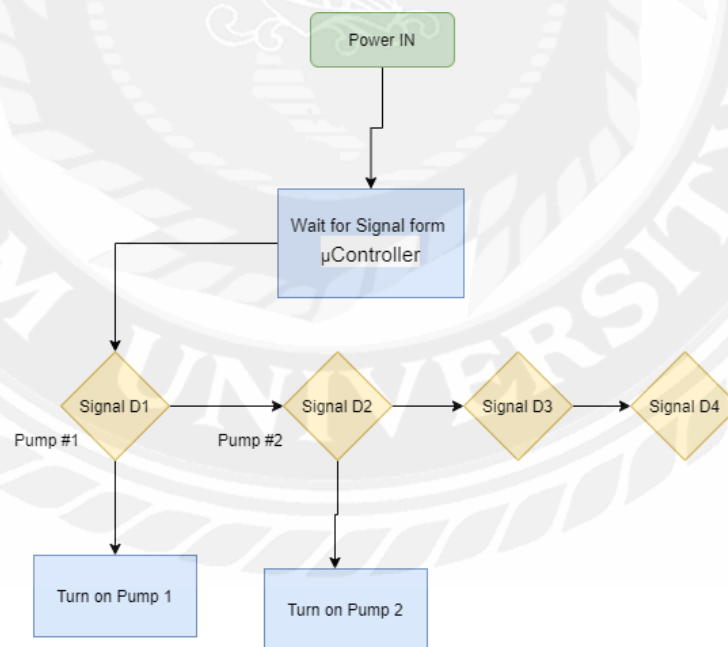 Power IN
Wait for Signal form
µController
Signal D1
Signal D2
Signal D3
Signal D4
Pump #1
Pump #2
Turn on Pump 1
Turn on Pump 2
M UNIVERSITY